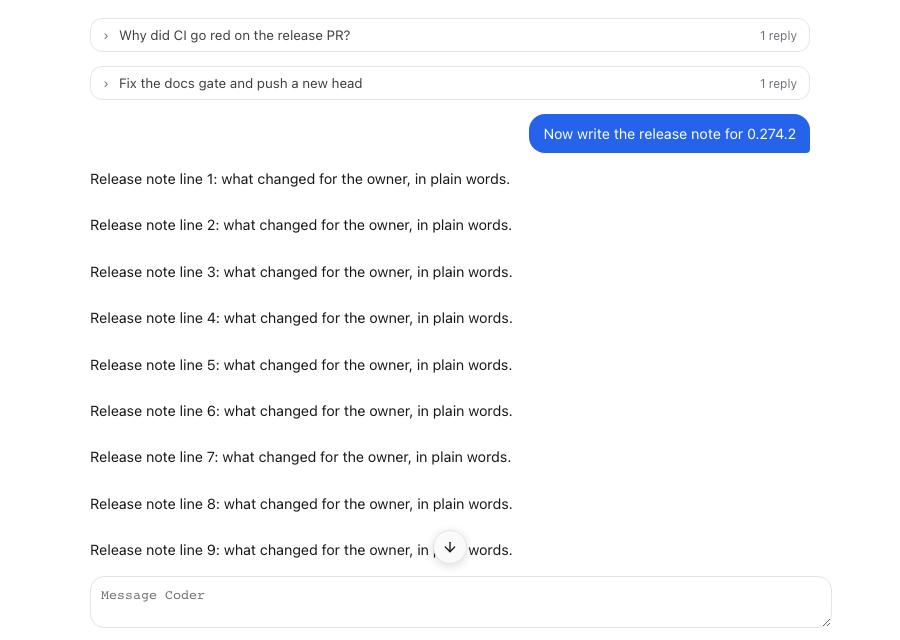 Why did CI go red on the release PR? 1 reply
Fix the docs gate and push a new head 1 reply
Now write the release note for 0.274.2
Release note line 1: what changed for the owner, in plain words.
Release note line 2: what changed for the owner, in plain words.
Release note line 3: what changed for the owner, in plain words.
Release note line 4: what changed for the owner, in plain words.
Release note line 5: what changed for the owner, in plain words.
Release note line 6: what changed for the owner, in plain words.
Release note line 7: what changed for the owner, in plain words.
Release note line 8: what changed for the owner, in plain words.
Release note line 9: what changed for the owner, in words.
Message Coder